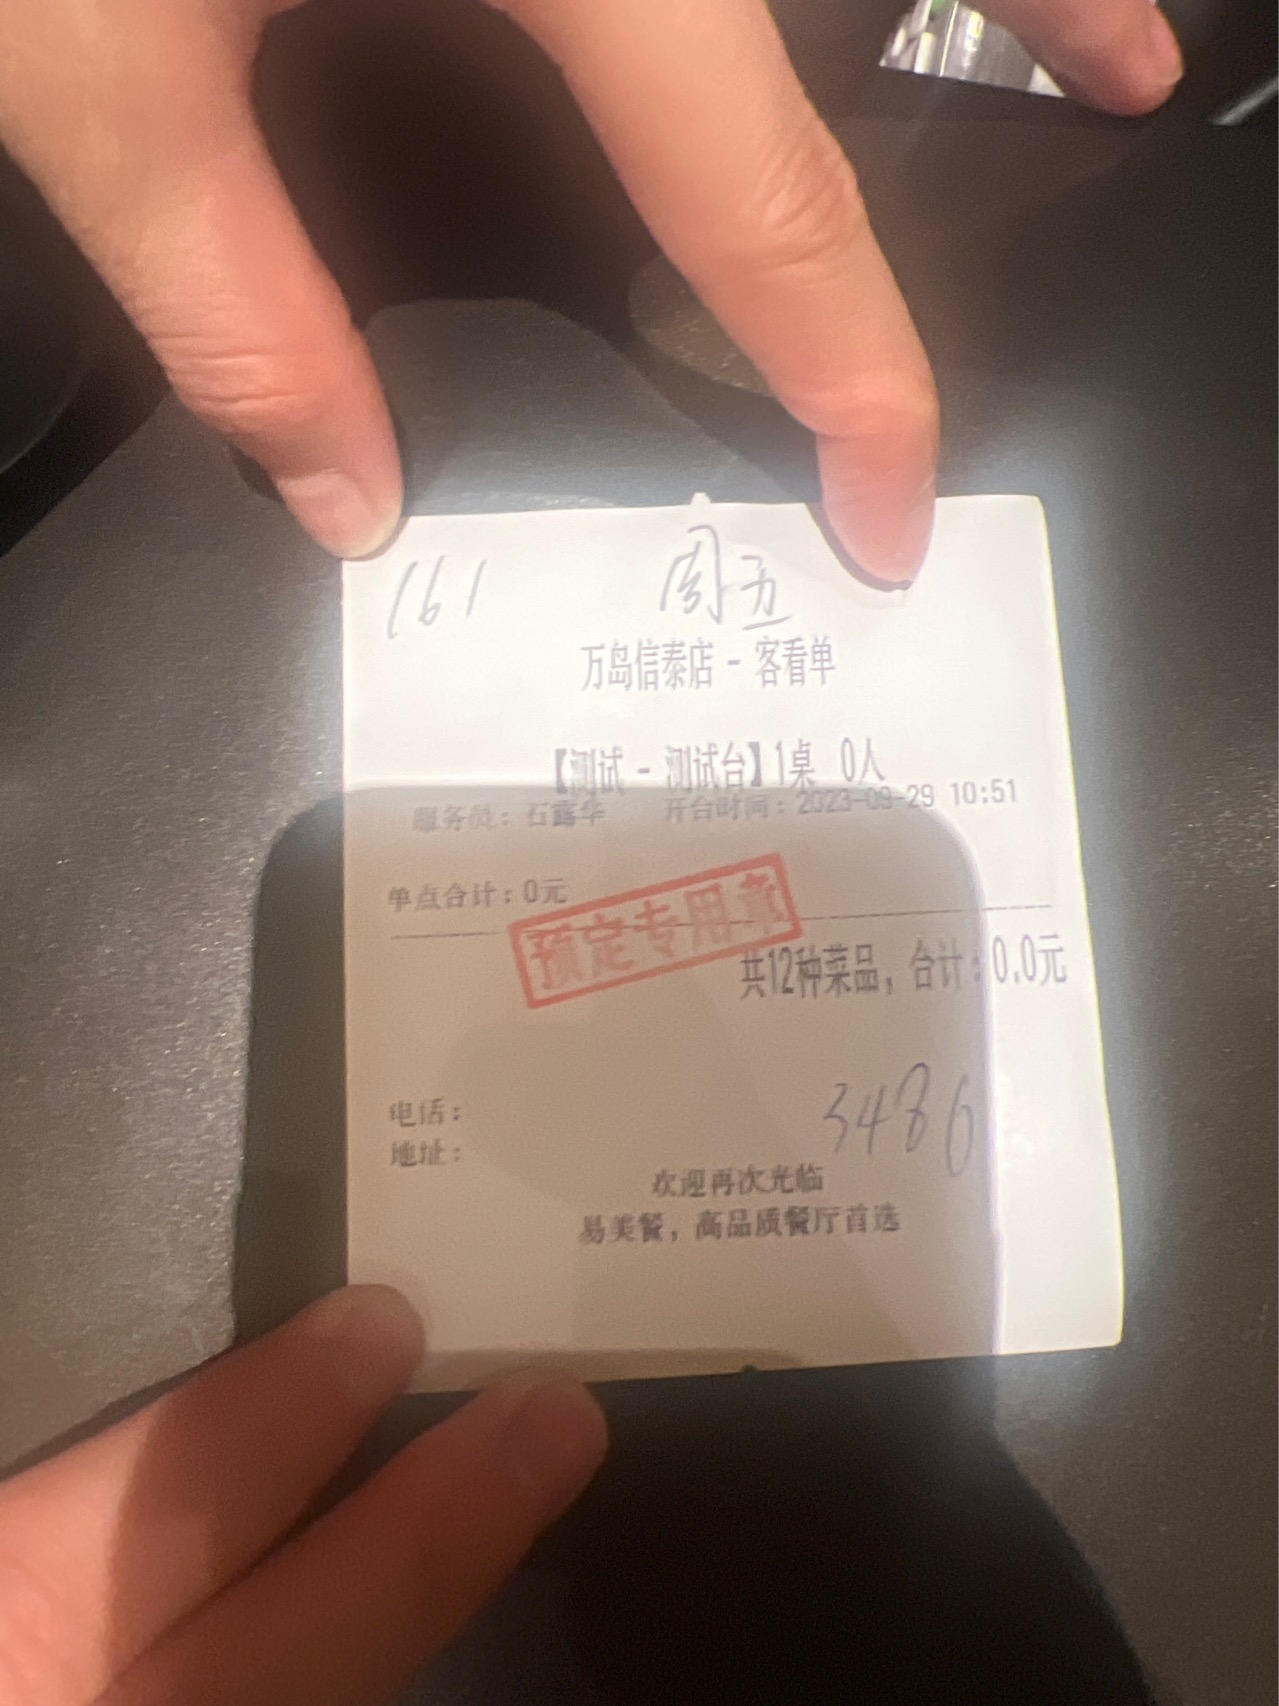 161 周五
万岛信泰店 - 客看单
【测试 - 测试台】1桌 0人
服务员：石露华 开台时间：2023-09-29 10:51
单点合计：0元
预定专用章
共12种菜品，合计：0.0元
3486
电话：
地址：
欢迎再次光临
易美餐，高品质餐厅首选